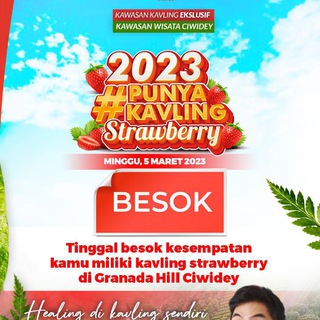 KAWASAN KAVLING EKSLUSIF
KAWASAN WISATA CIWIDEY
2023
#PUNYA
KAVLING
Strawberry
MINGGU, 5 MARET 2023
BESOK
Tinggal besok kesempatan
kamu miliki kavling strawberry
di Granada Hill Ciwidey
Healing di kavling sendiri